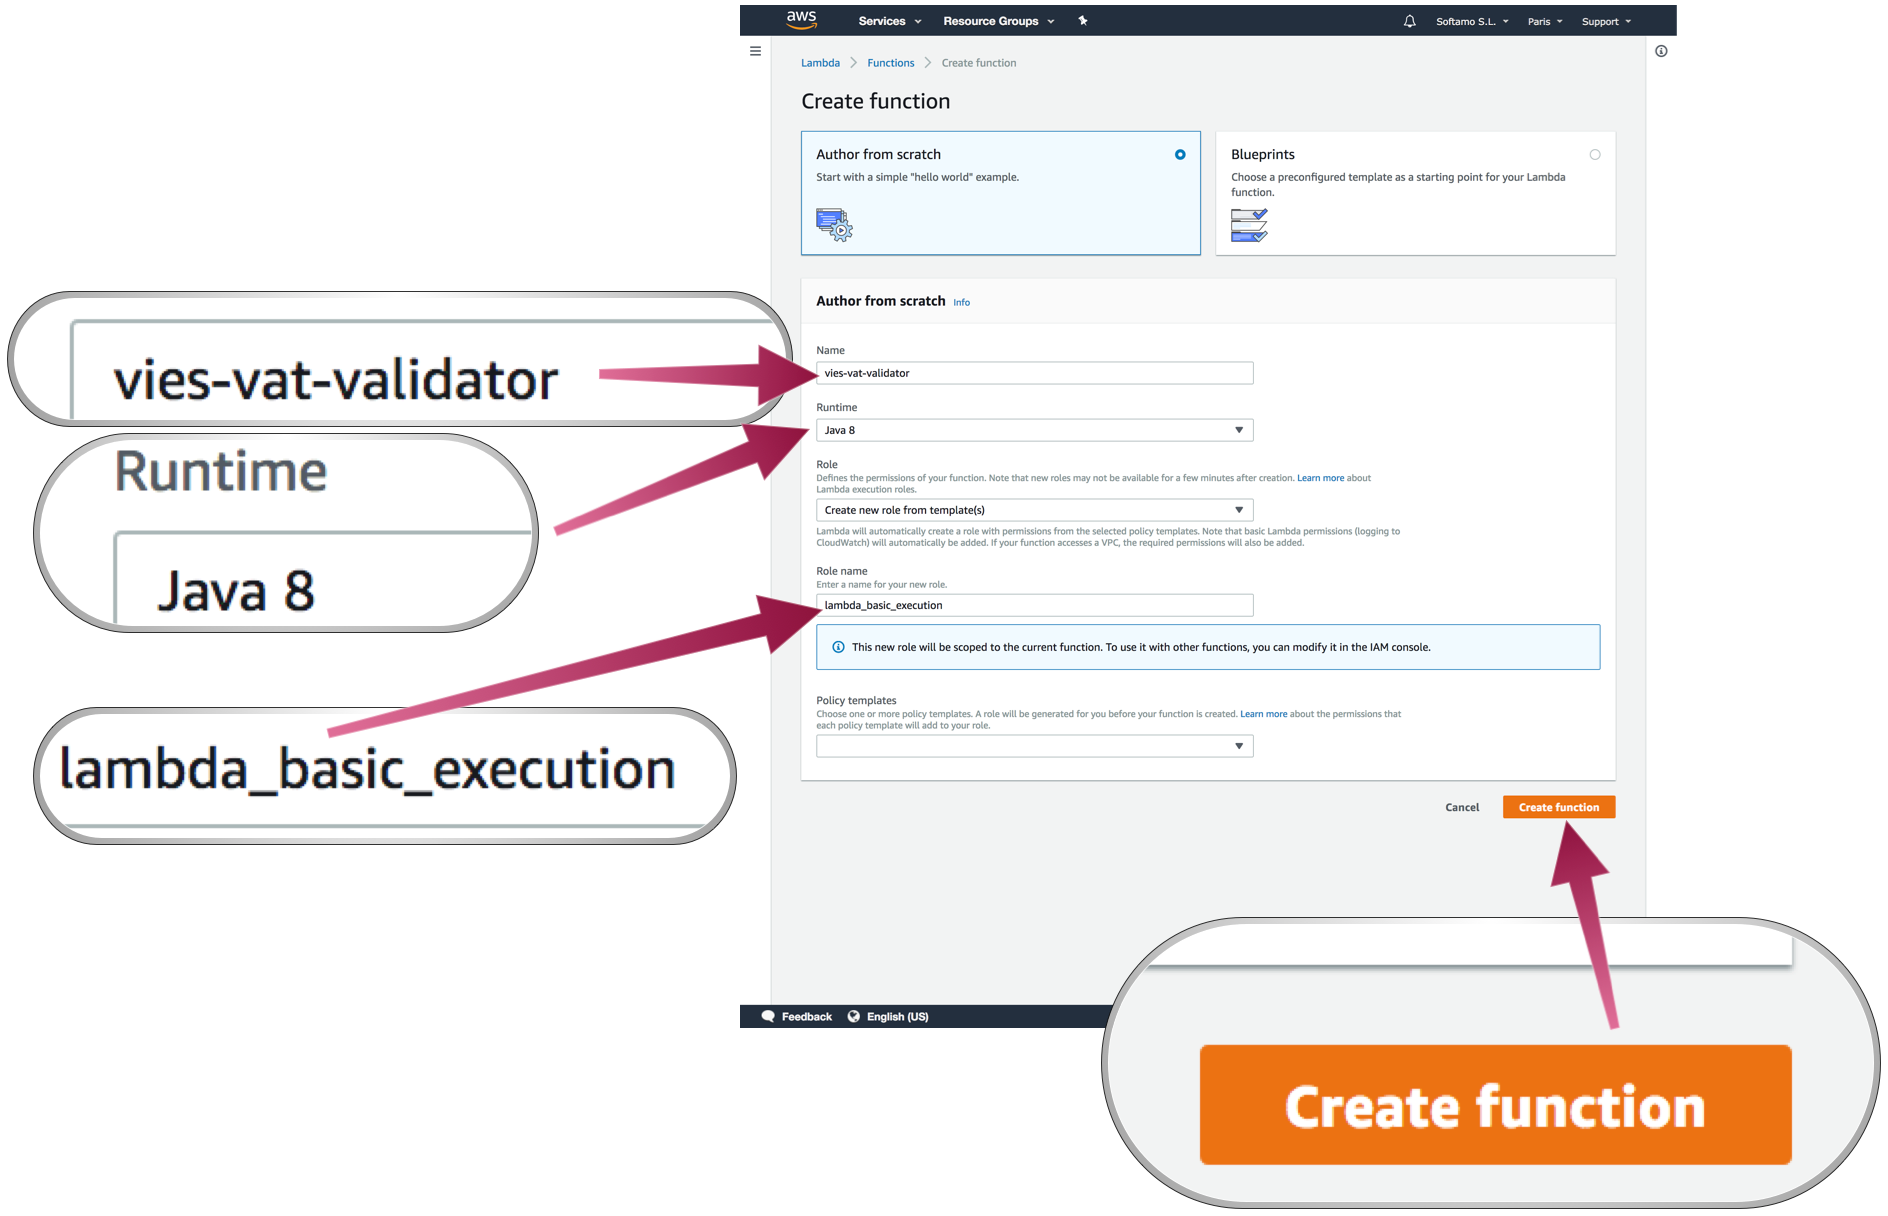 aws Services Resource Groups Softamo S.L. Paris Support
Lambda Functions Create function
Create function
Author from scratch
Start with a simple "hello world" example.
Blueprints
Choose a preconfigured template as a starting point for your Lambda
function.
Author from scratch Info
Name
vies-vat-validator
Runtime
Java 8
Role
Defines the permissions of your function. Note that new roles may not be available for a few minutes after creation. Learn more about
Lambda execution roles.
Create new role from template(s)
Lambda will automatically create a role with permissions from the selected policy templates. Note that basic Lambda permissions (logging to
CloudWatch) will automatically be added. If your function accesses a VPC, the required permissions will also be added.
Role name
Enter a name for your new role.
lambda_basic_execution
This new role will be scoped to the current function. To use it with other functions, you can modify it in the IAM console.
Policy templates
Choose one or more policy templates. A role will be generated for you before your function is created. Learn more about the permissions that
each policy template will add to your role.
Cancel Create function
Feedback English (US)
vies-vat-validator
Runtime
Java 8
lambda_basic_execution
Create function